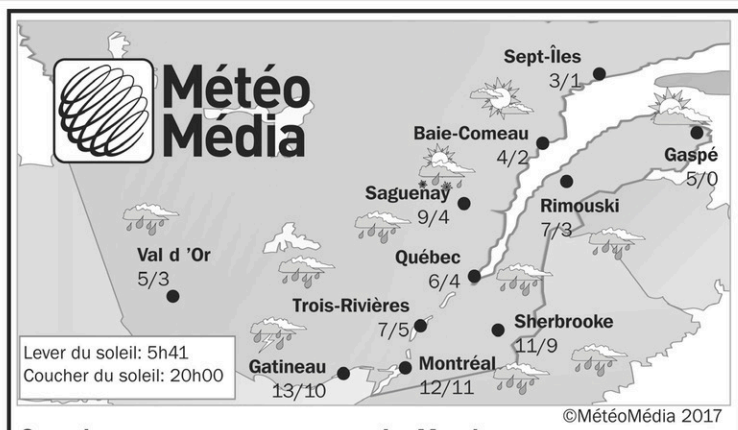 Météo
Média
Sept-Îles
3/1
Baie-Comeau
4/2
Gaspé
5/0
Saguenay
9/4
Rimouski
7/3
Val d 'Or
5/3
Québec
6/4
Trois-Rivières
7/5
Sherbrooke
11/9
Lever du soleil: 5h41
Coucher du soleil: 20h00
Gatineau
13/10
Montréal
12/11
©MétéoMédia 2017